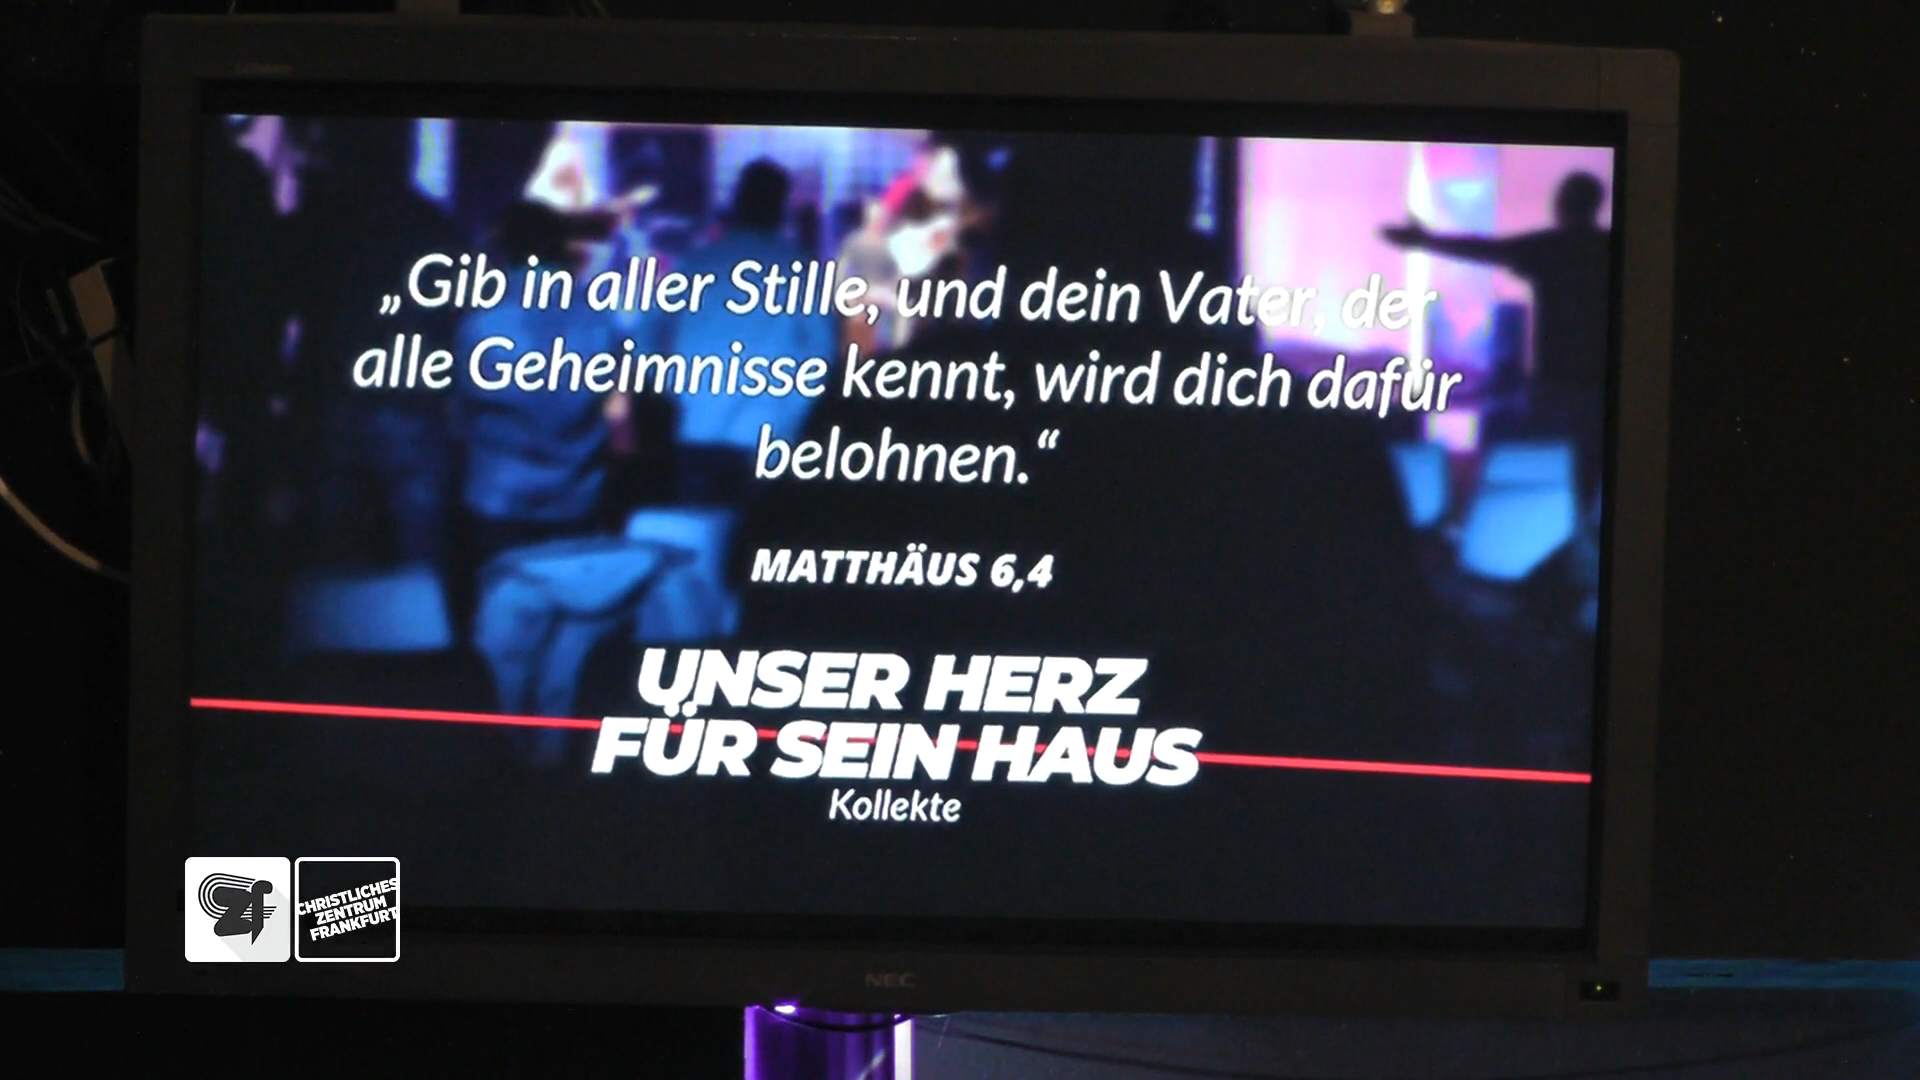 „Gib in aller Stille, und dein Vater, der
alle Geheimnisse kennt, wird dich dafür
belohnen.“
MATTHÄUS 6,4
UNSER HERZ
FÜR SEIN HAUS
Kollekte
CZF
CHRISTLICHES
ZENTRUM
FRANKFURT
NEC